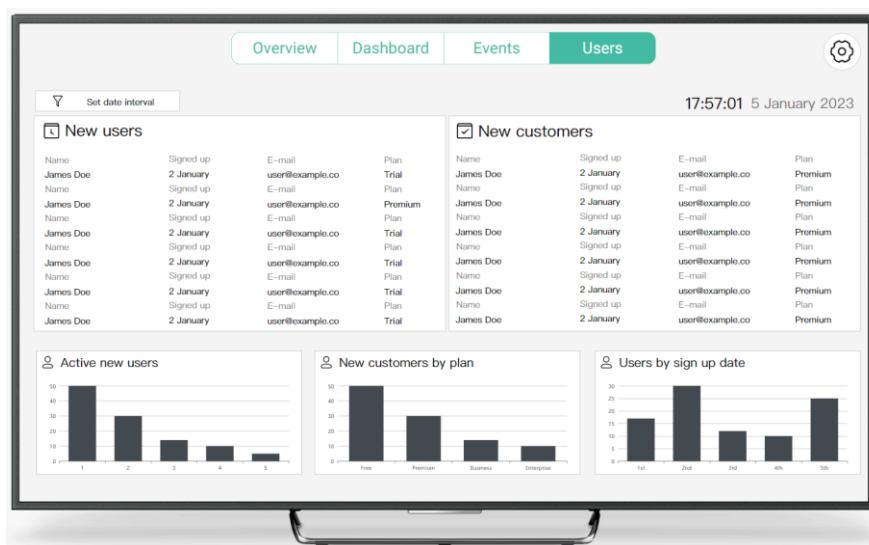 Overview Dashboard Events Users
Set date interval
17:57:01 5 January 2023
New users
Name Signed up E-mail Plan
James Doe 2 January user@example.co Trial
Name Signed up E-mail Plan
James Doe 2 January user@example.co Premium
Name Signed up E-mail Plan
James Doe 2 January user@example.co Trial
Name Signed up E-mail Plan
James Doe 2 January user@example.co Trial
Name Signed up E-mail Plan
James Doe 2 January user@example.co Trial
Name Signed up E-mail Plan
James Doe 2 January user@example.co Trial
New customers
Name Signed up E-mail Plan
James Doe 2 January user@example.co Premium
Name Signed up E-mail Plan
James Doe 2 January user@example.co Premium
Name Signed up E-mail Plan
James Doe 2 January user@example.co Premium
Name Signed up E-mail Plan
James Doe 2 January user@example.co Premium
Name Signed up E-mail Plan
James Doe 2 January user@example.co Premium
Name Signed up E-mail Plan
James Doe 2 January user@example.co Premium
Active new users
50
40
30
20
10
0
1 2 3 4 5
New customers by plan
50
40
30
20
10
0
Free Premium Business Enterprise
Users by sign up date
30
25
20
15
10
5
0
1st 2nd 3rd 4th 5th